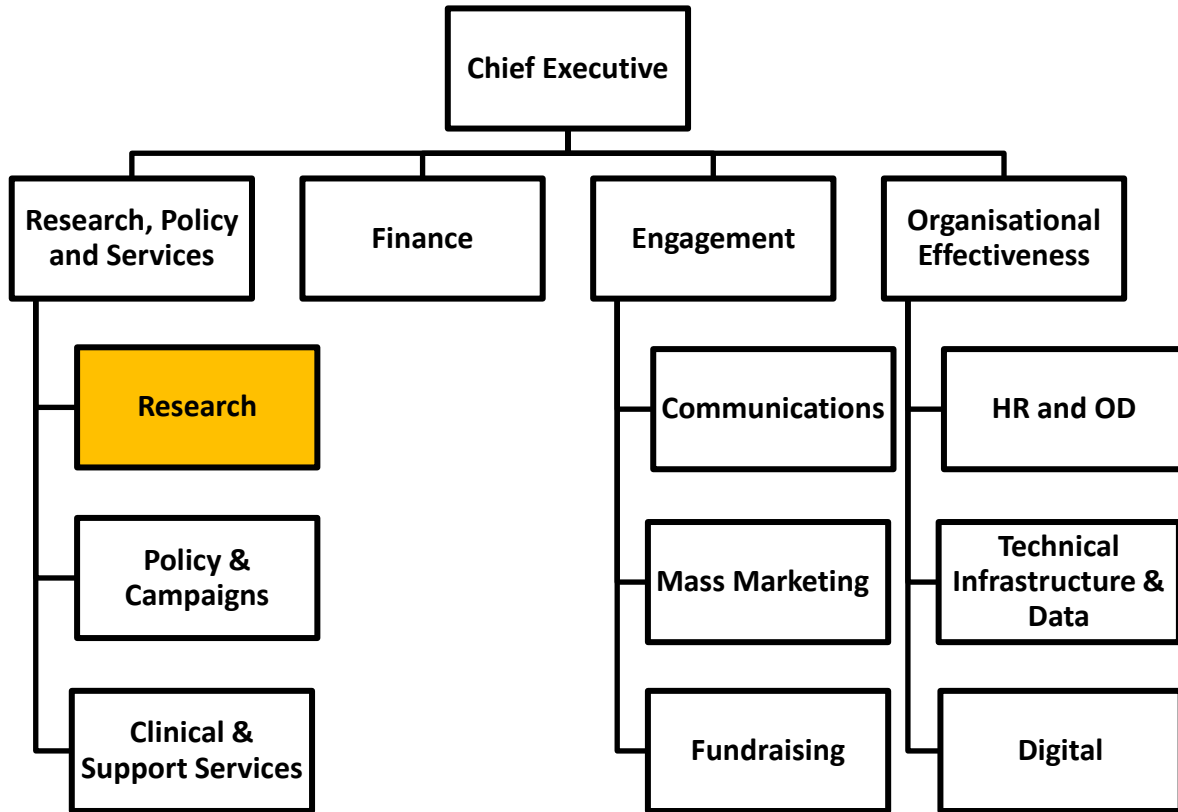 Chief Executive
Research, Policy
and Services
Finance
Engagement
Organisational
Effectiveness
Research
Communications
HR and OD
Policy &
Campaigns
Mass Marketing
Technical
Infrastructure &
Data
Clinical &
Support Services
Fundraising
Digital